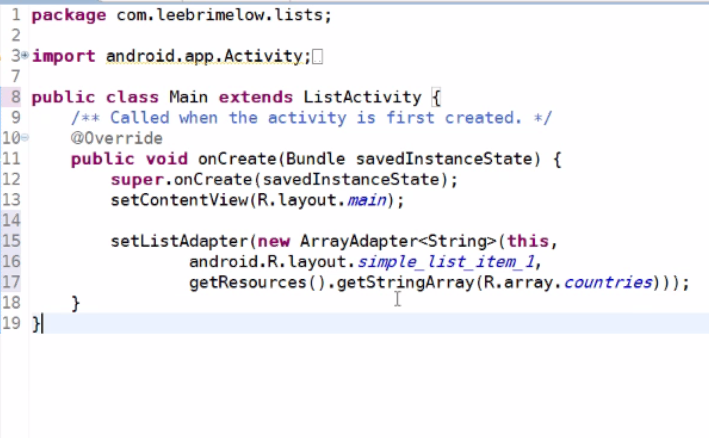 1 package com.leebrimelow.lists;
2
3 import android.app.Activity;
7
8 public class Main extends ListActivity {
9     /** Called when the activity is first created. */
10     @Override
11     public void onCreate(Bundle savedInstanceState) {
12         super.onCreate(savedInstanceState);
13         setContentView(R.layout.main);
14
15         setListAdapter(new ArrayAdapter<String>(this,
16                 android.R.layout.simple_list_item_1,
17                 getResources().getStringArray(R.array.countries)));
18     }
19 }